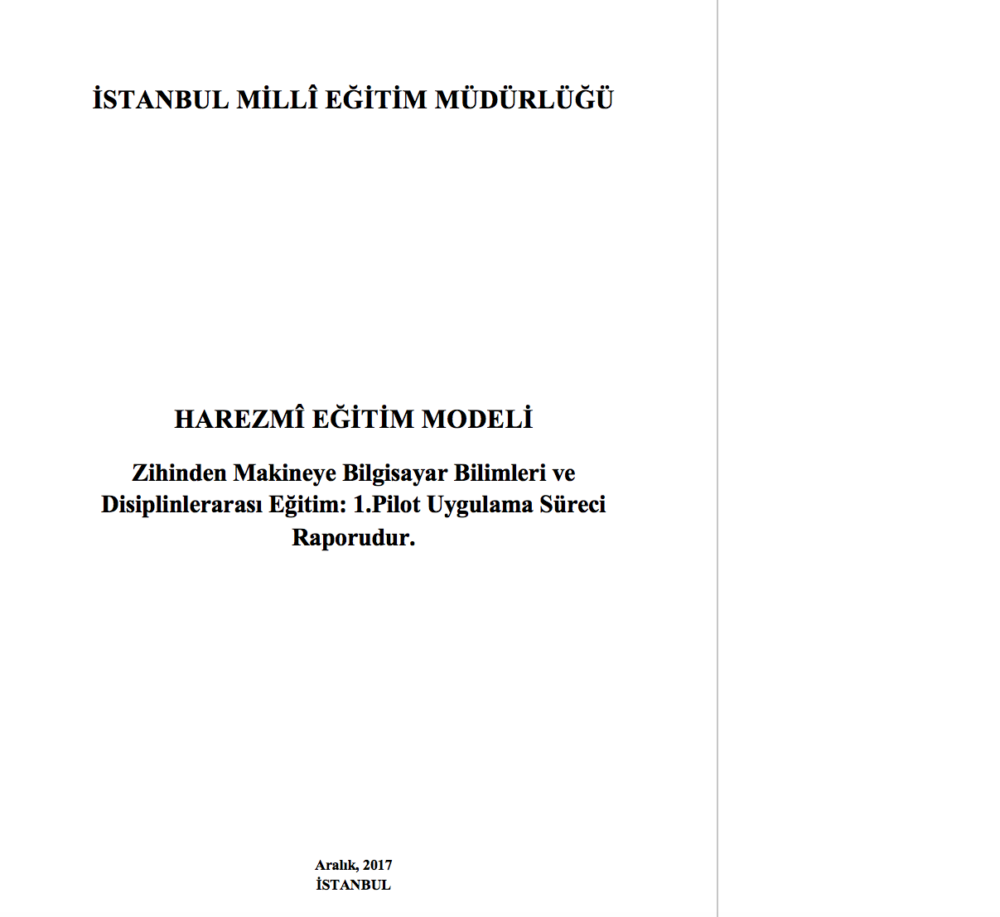 İSTANBUL MİLLÎ EĞİTİM MÜDÜRLÜĞÜ
HAREZMÎ EĞİTİM MODELİ
Zihinden Makineye Bilgisayar Bilimleri ve
Disiplinlerarası Eğitim: 1.Pilot Uygulama Süreci
Raporudur.
Aralık, 2017
İSTANBUL